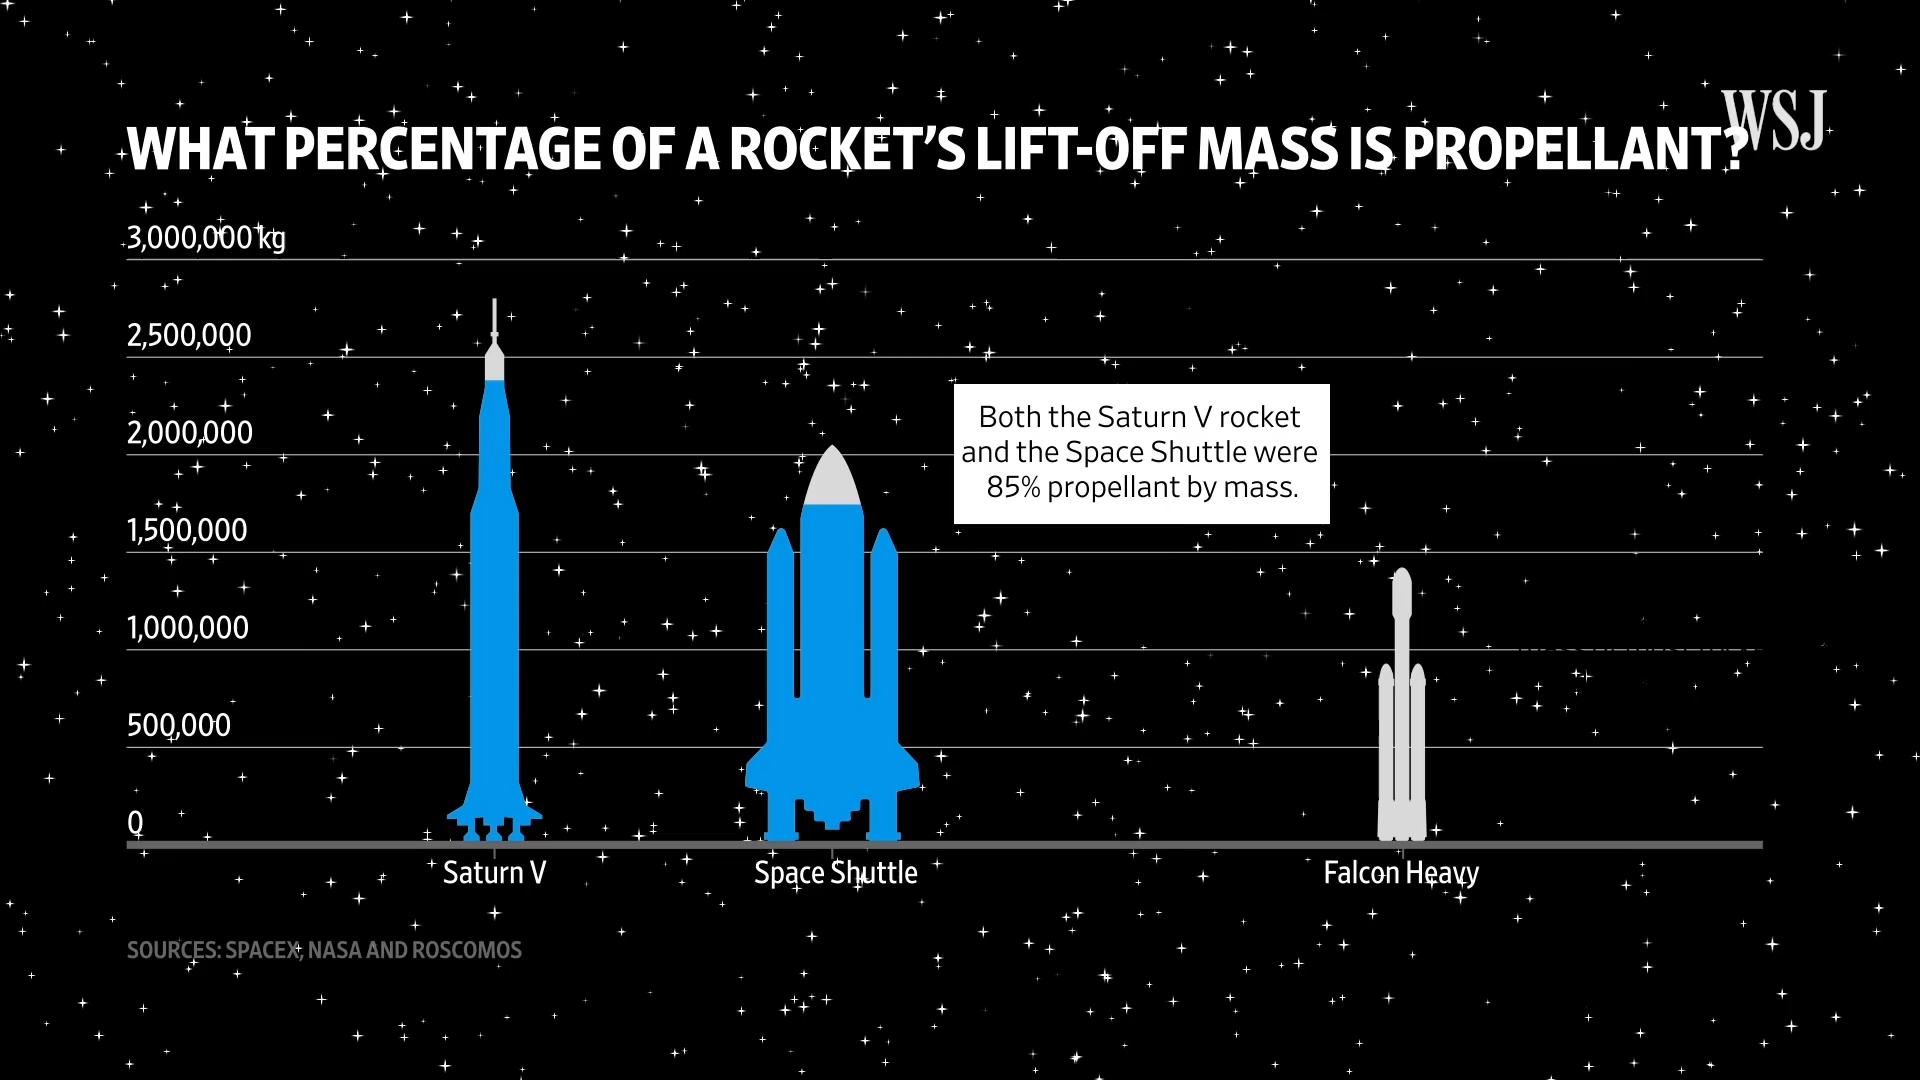 WSJ
WHAT PERCENTAGE OF A ROCKET’S LIFT-OFF MASS IS PROPELLANT?
3,000,000 kg
2,500,000
2,000,000
1,500,000
1,000,000
500,000
0
Both the Saturn V rocket
and the Space Shuttle were
85% propellant by mass.
Saturn V
Space Shuttle
Falcon Heavy
SOURCES: SPACEX, NASA AND ROSCOMOS